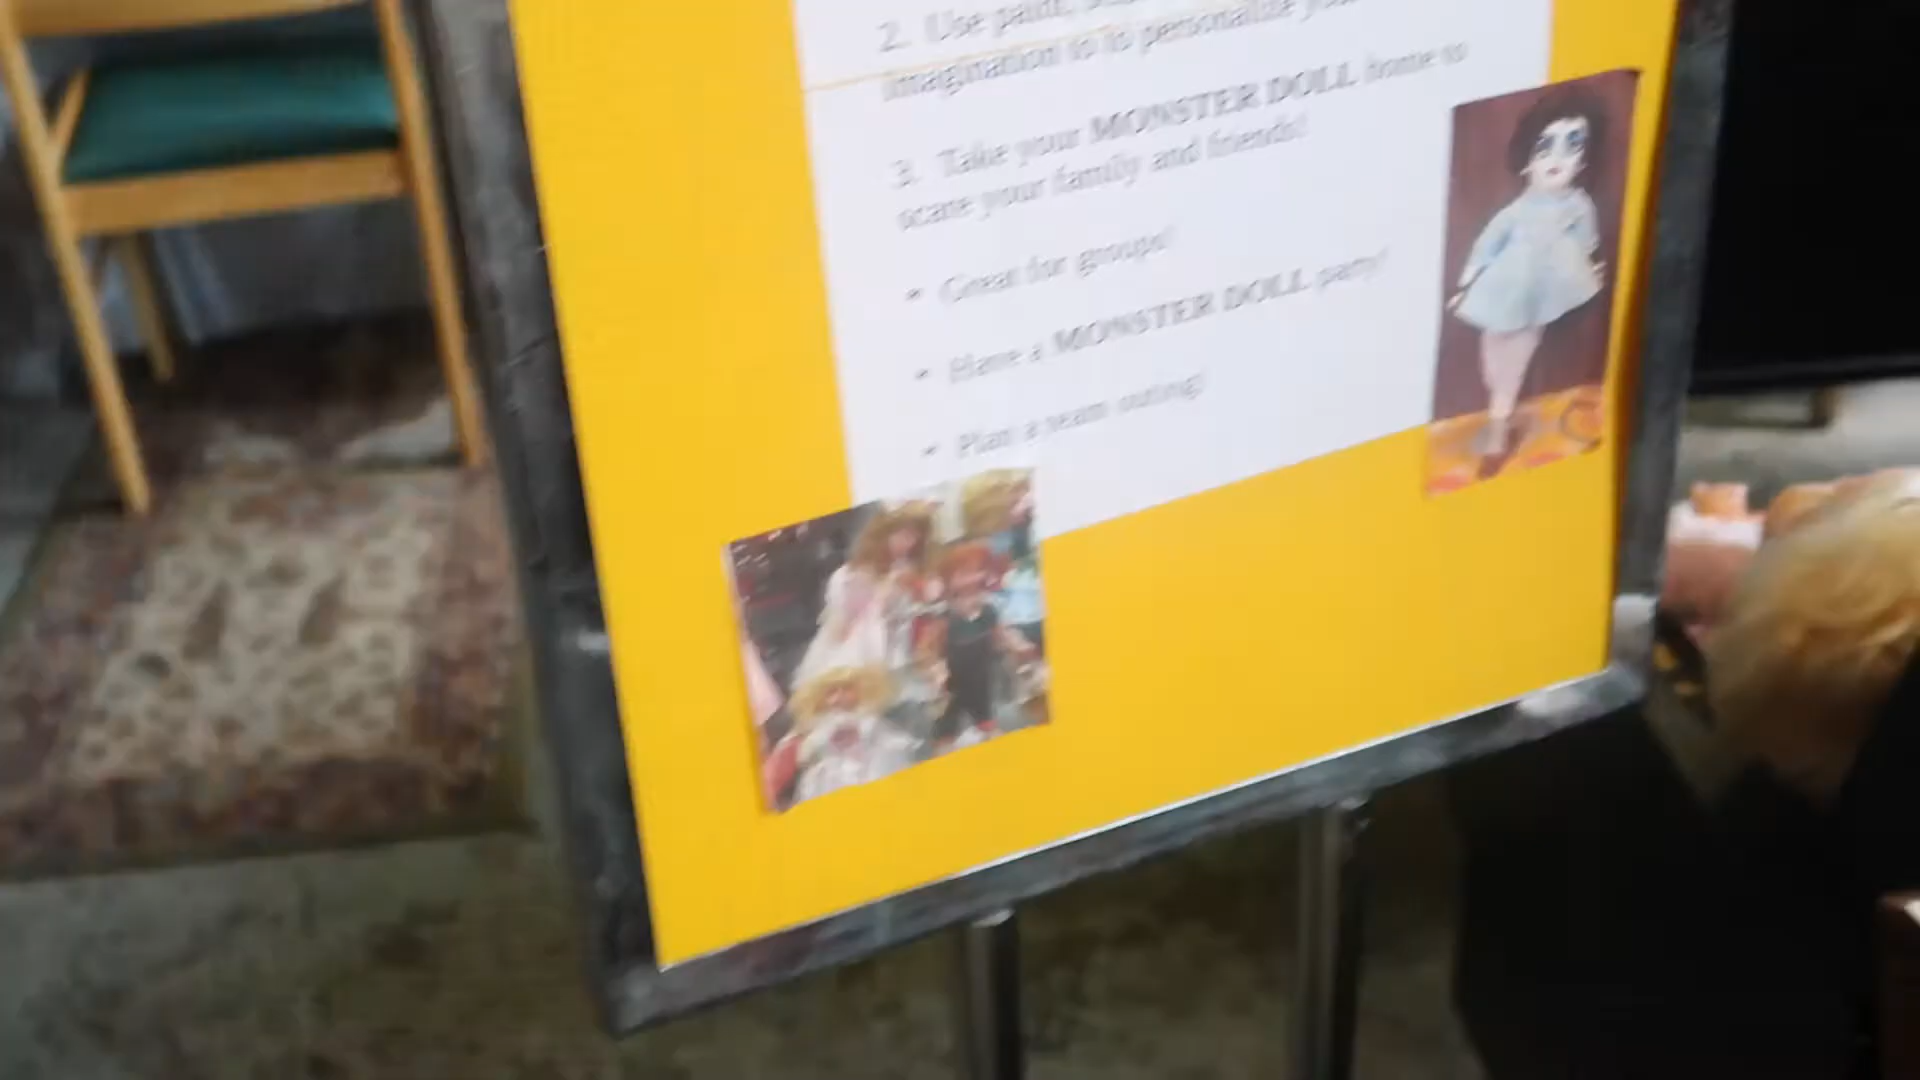 2. Use paint,
imagination to to personalize your
3. Take your MONSTER DOLL home to
scare your family and friends!
• Great for groups!
• Have a MONSTER DOLL party!
• Plan a team outing!